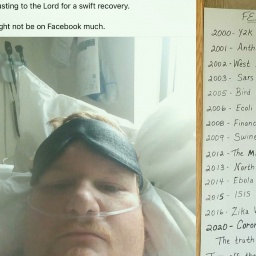 usting to the Lord for a swift recovery.
ght not be on Facebook much.
FE
2000 - Y2k
2001 - Anth
2002 - West
2003 - Sars
2005 - Bird
2006 - Ecoli
2008 - Financ
2009 - Swine
2012 - The M
2013 - North
2014 - Ebola
2015 - ISIS
2016 - Zika V
2020 - Coron
The truth